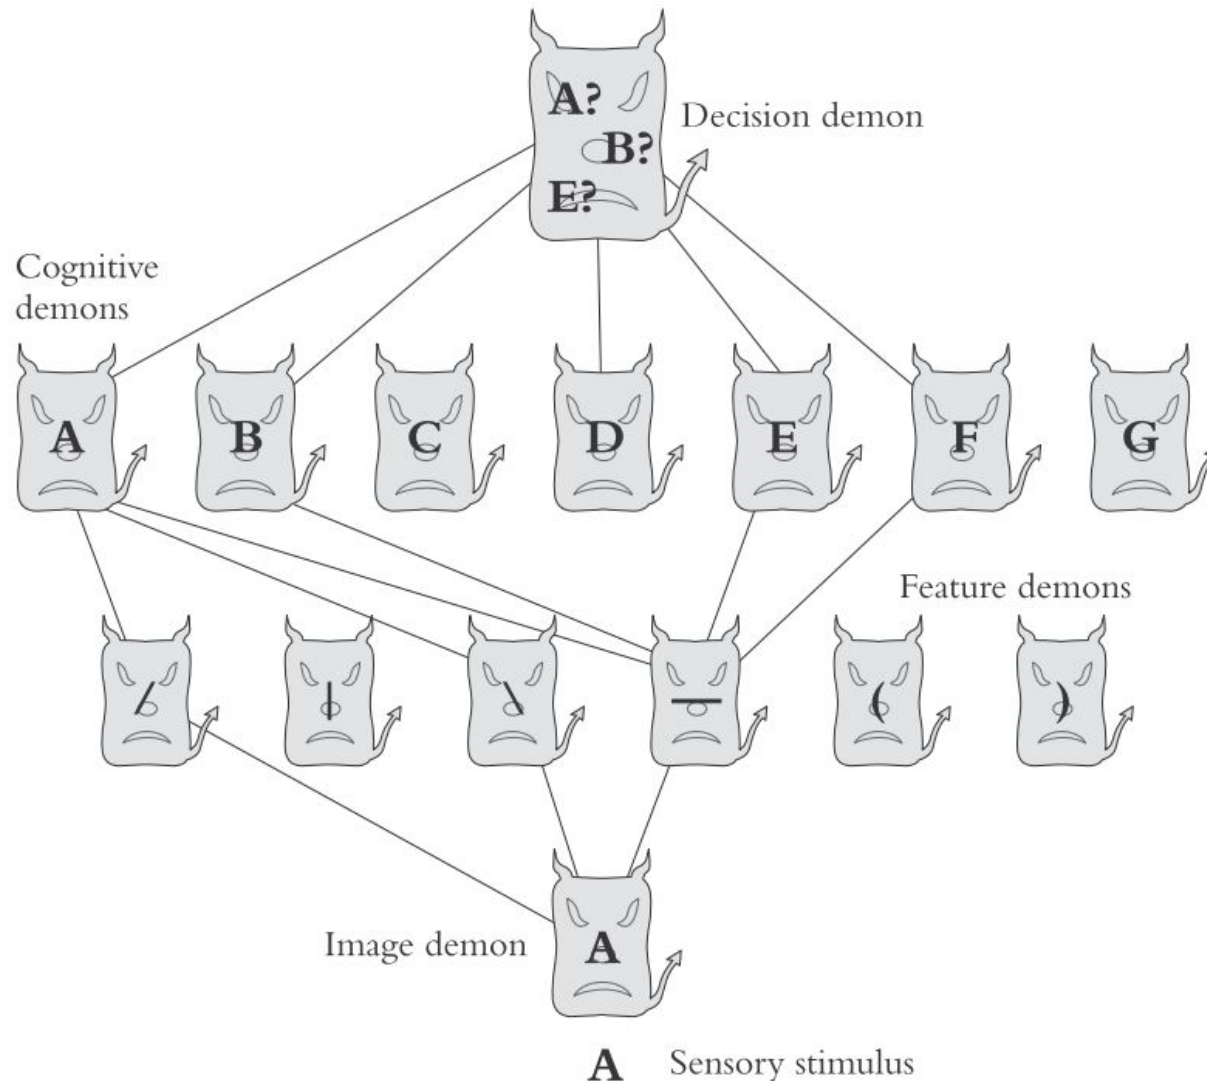 A?
Decision demon
B?
E?
Cognitive
demons
A B C D E F G
Feature demons
/ | \ — ( )
Image demon
A
A Sensory stimulus